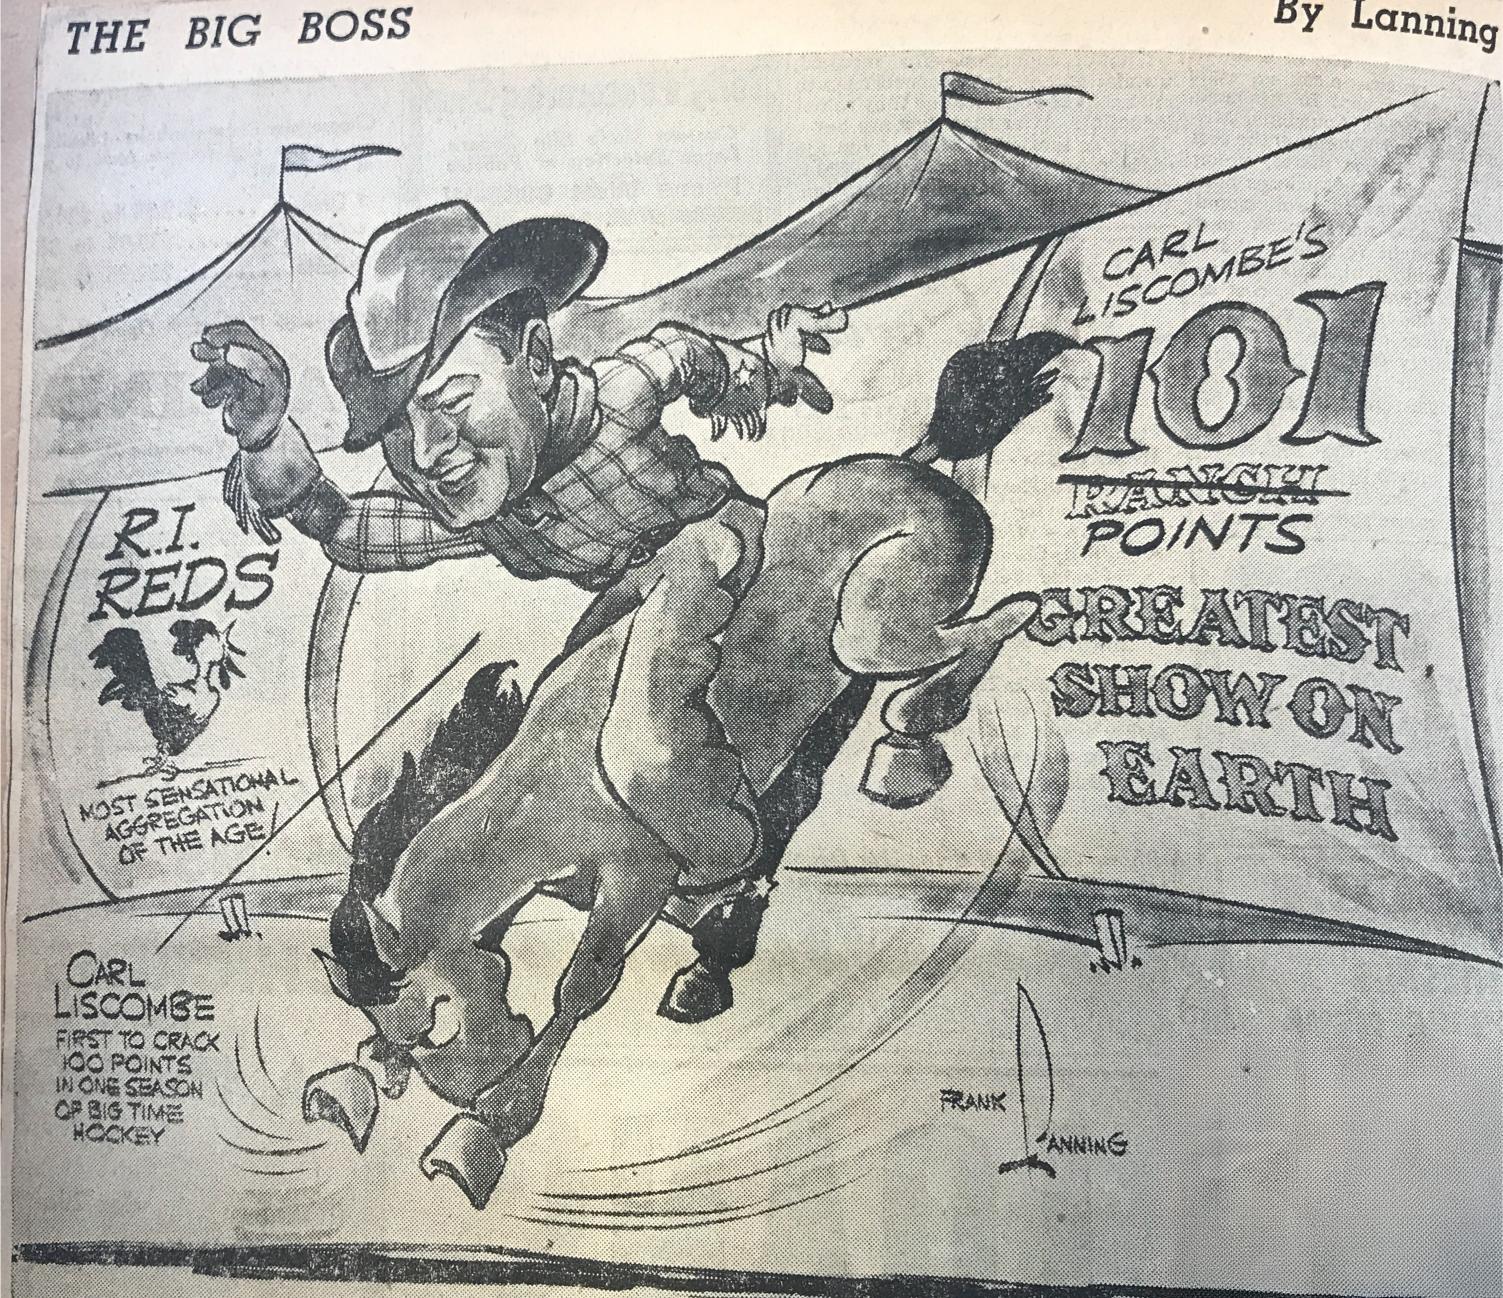 THE BIG BOSS
By Lanning
CARL
LISCOMBE'S
101
RANCH
POINTS
GREATEST
SHOW ON
EARTH
R.I.
REDS
MOST SENSATIONAL
AGGREGATION
OF THE AGE!
CARL
LISCOMBE
FIRST TO CRACK
100 POINTS
IN ONE SEASON
OF BIG TIME
HOCKEY
FRANK
LANNING